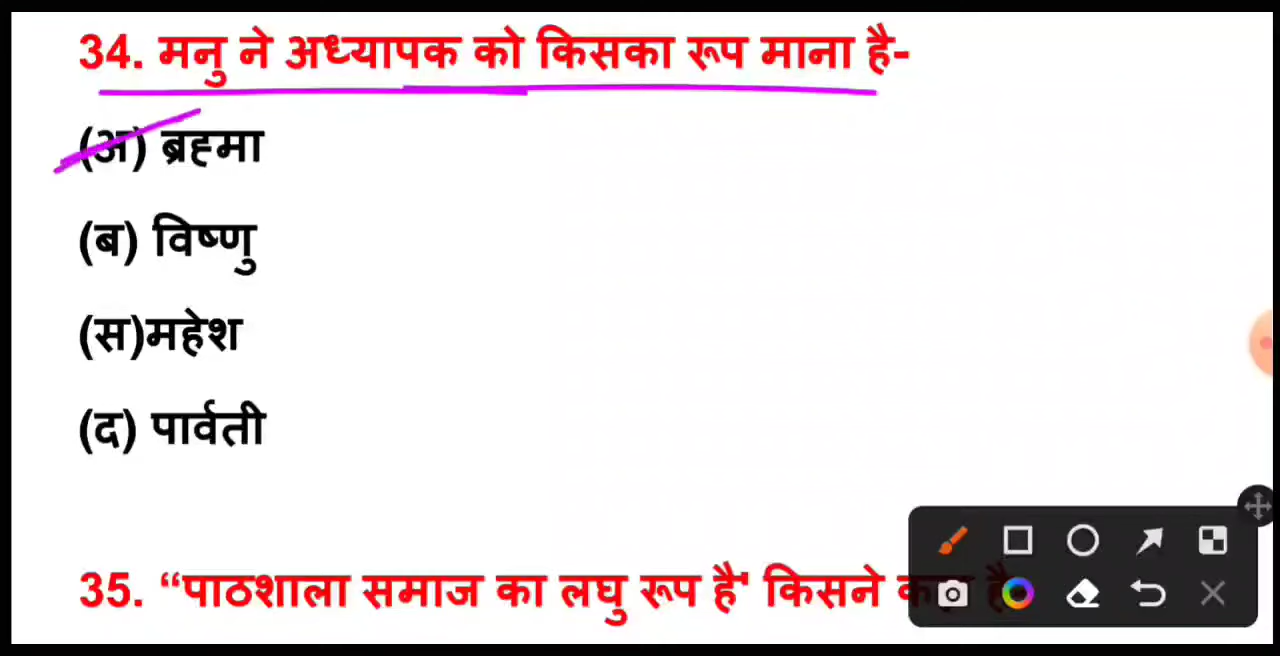 34. मनु ने अध्यापक को किसका रूप माना है-
(अ) ब्रह्मा
(ब) विष्णु
(स)महेश
(द) पार्वती
35. “पाठशाला समाज का लघु रूप है' किसने